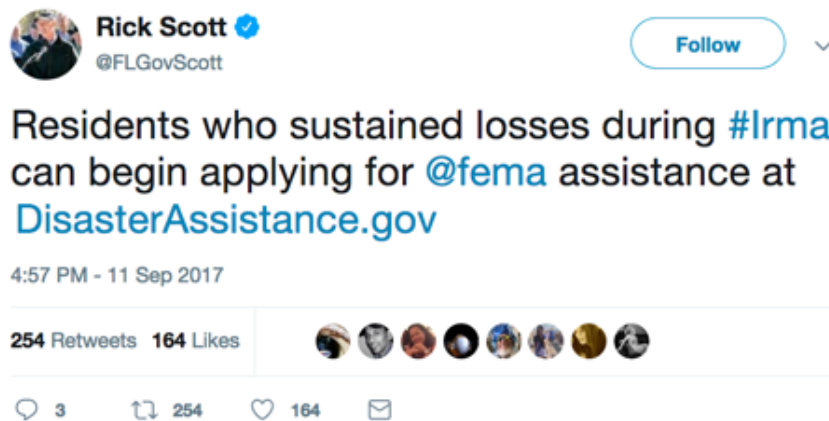 Rick Scott
@FLGovScott
Follow
Residents who sustained losses during #Irma
can begin applying for @fema assistance at
DisasterAssistance.gov
4:57 PM - 11 Sep 2017
254 Retweets 164 Likes
3 254 164